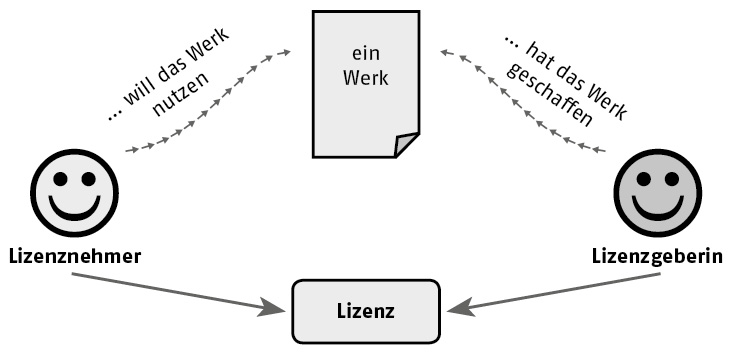 ... will das Werk
nutzen
ein
Werk
... hat das Werk
geschaffen
Lizenznehmer
Lizenzgeberin
Lizenz